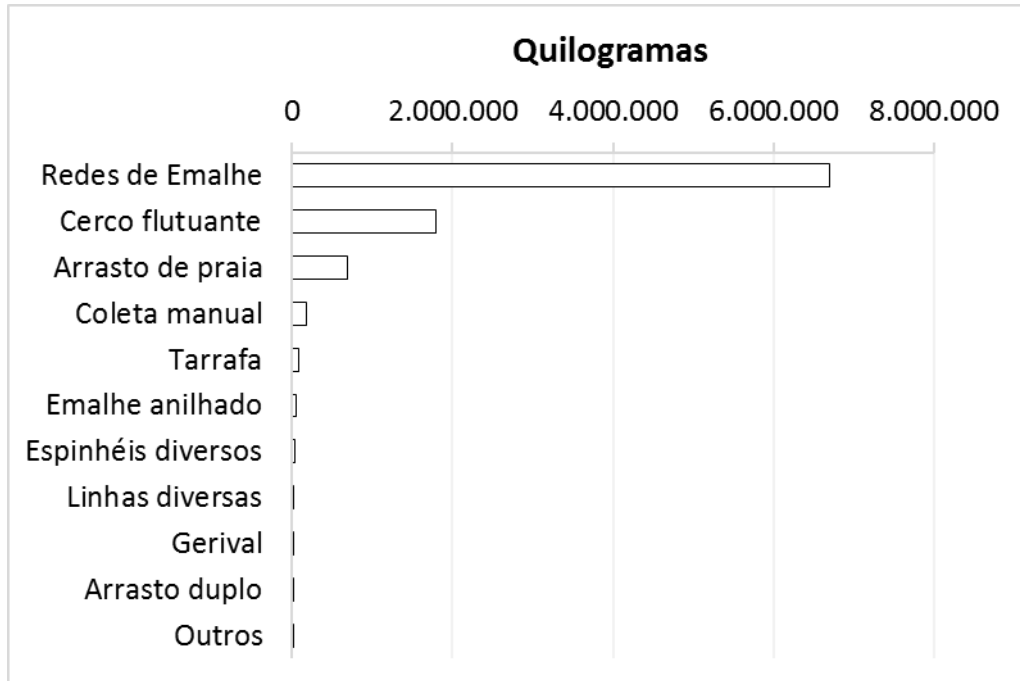 Quilogramas
0 2.000.000 4.000.000 6.000.000 8.000.000
Redes de Emalhe
Cerco flutuante
Arrasto de praia
Coleta manual
Tarrafa
Emalhe anilhado
Espinhéis diversos
Linhas diversas
Gerival
Arrasto duplo
Outros